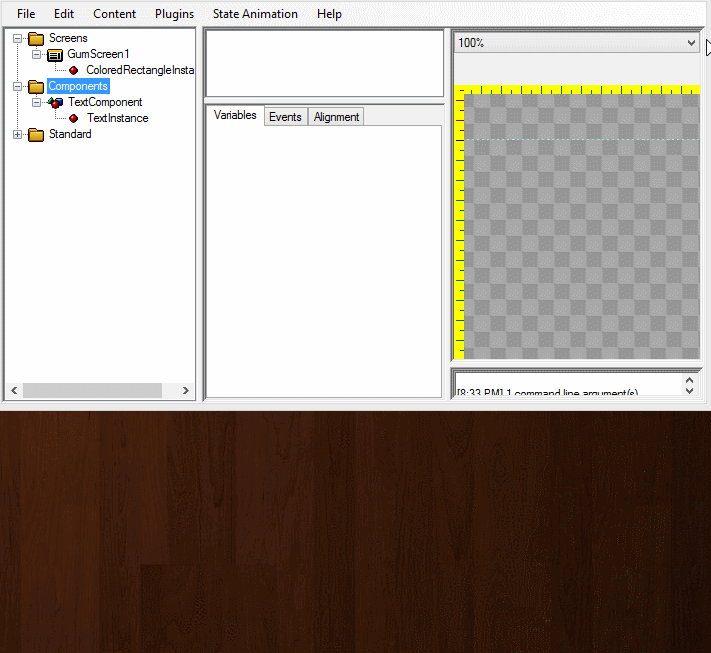 File Edit Content Plugins State Animation Help
Screens
GumScreen1
ColoredRectangleInsta
Components
TextComponent
TextInstance
Standard
Variables Events Alignment
100%
[8:33 PM] 1 command line argument(s)